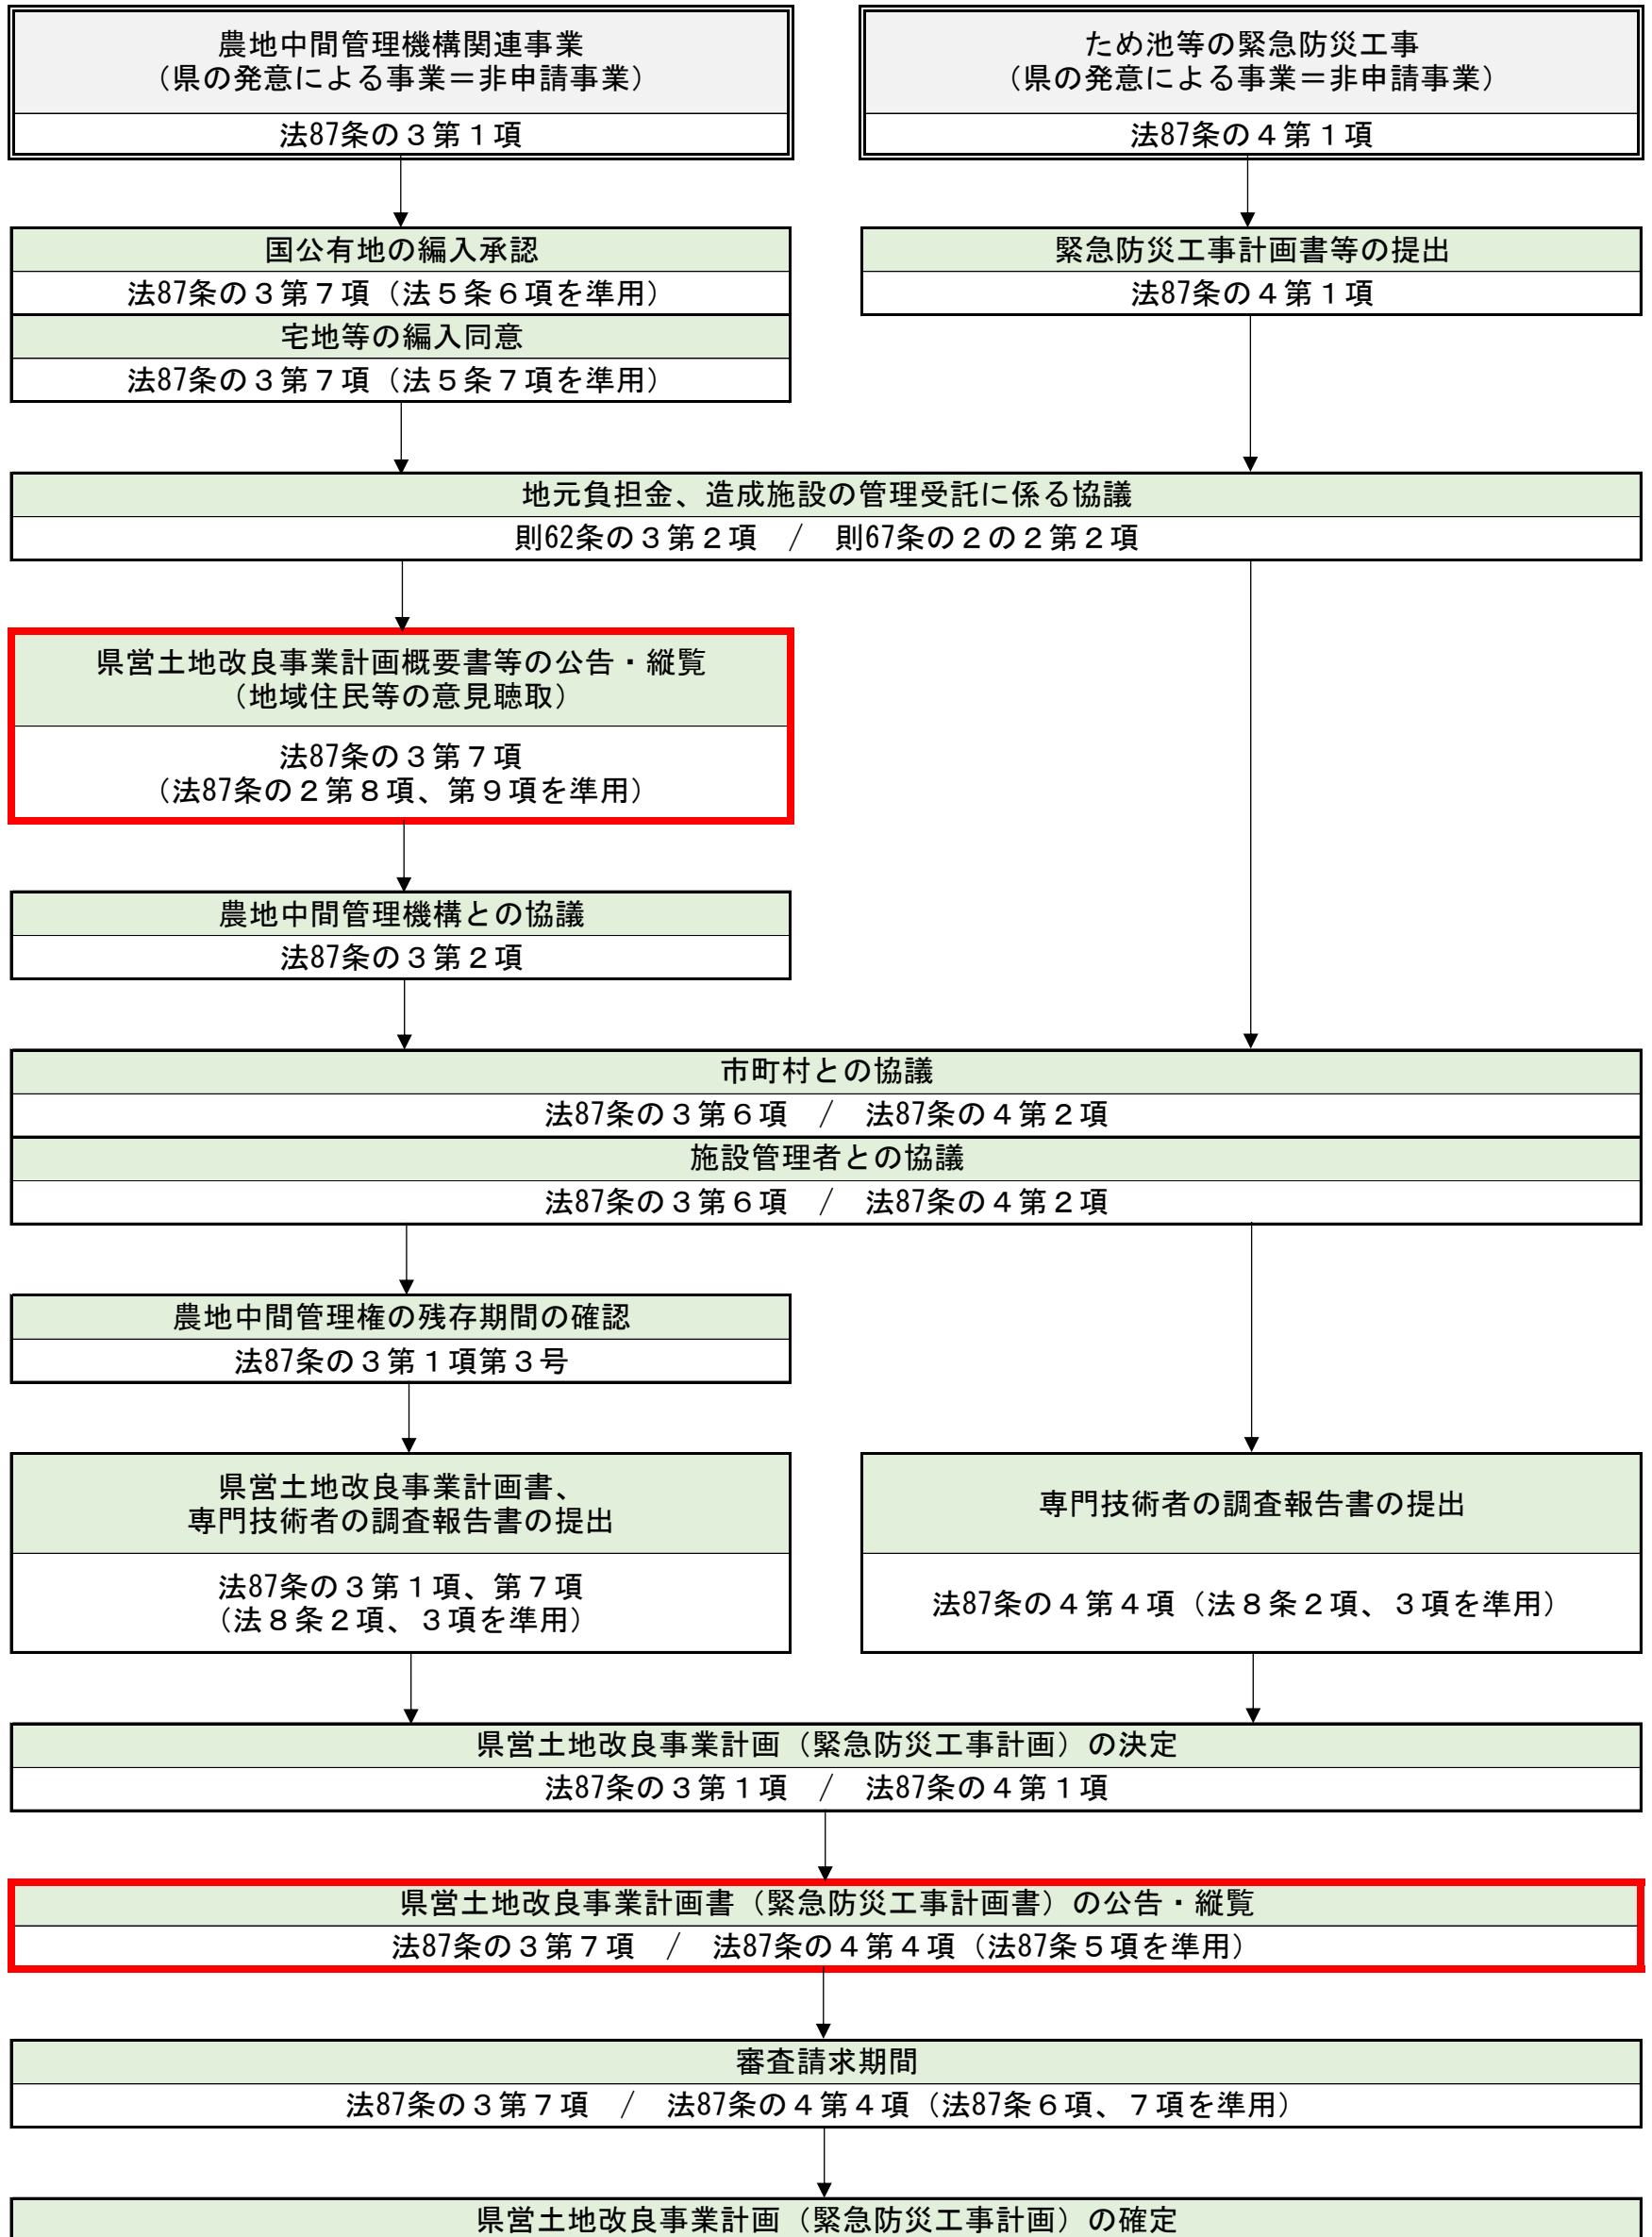 農地中間管理機構関連事業
（県の発意による事業＝非申請事業）
法87条の３第１項
ため池等の緊急防災工事
（県の発意による事業＝非申請事業）
法87条の４第１項
国公有地の編入承認
法87条の３第７項（法５条６項を準用）
宅地等の編入同意
法87条の３第７項（法５条７項を準用）
緊急防災工事計画書等の提出
法87条の４第１項
地元負担金、造成施設の管理受託に係る協議
則62条の３第２項　/　則67条の２の２第２項
県営土地改良事業計画概要書等の公告・縦覧
（地域住民等の意見聴取）
法87条の３第７項
（法87条の２第８項、第９項を準用）
農地中間管理機構との協議
法87条の３第２項
市町村との協議
法87条の３第６項　/　法87条の４第２項
施設管理者との協議
法87条の３第６項　/　法87条の４第２項
農地中間管理権の残存期間の確認
法87条の３第１項第３号
県営土地改良事業計画書、
専門技術者の調査報告書の提出
法87条の３第１項、第７項
（法８条２項、３項を準用）
専門技術者の調査報告書の提出
法87条の４第４項（法８条２項、３項を準用）
県営土地改良事業計画（緊急防災工事計画）の決定
法87条の３第１項　/　法87条の４第１項
県営土地改良事業計画書（緊急防災工事計画書）の公告・縦覧
法87条の３第７項　/　法87条の４第４項（法87条５項を準用）
審査請求期間
法87条の３第７項　/　法87条の４第４項（法87条６項、７項を準用）
県営土地改良事業計画（緊急防災工事計画）の確定